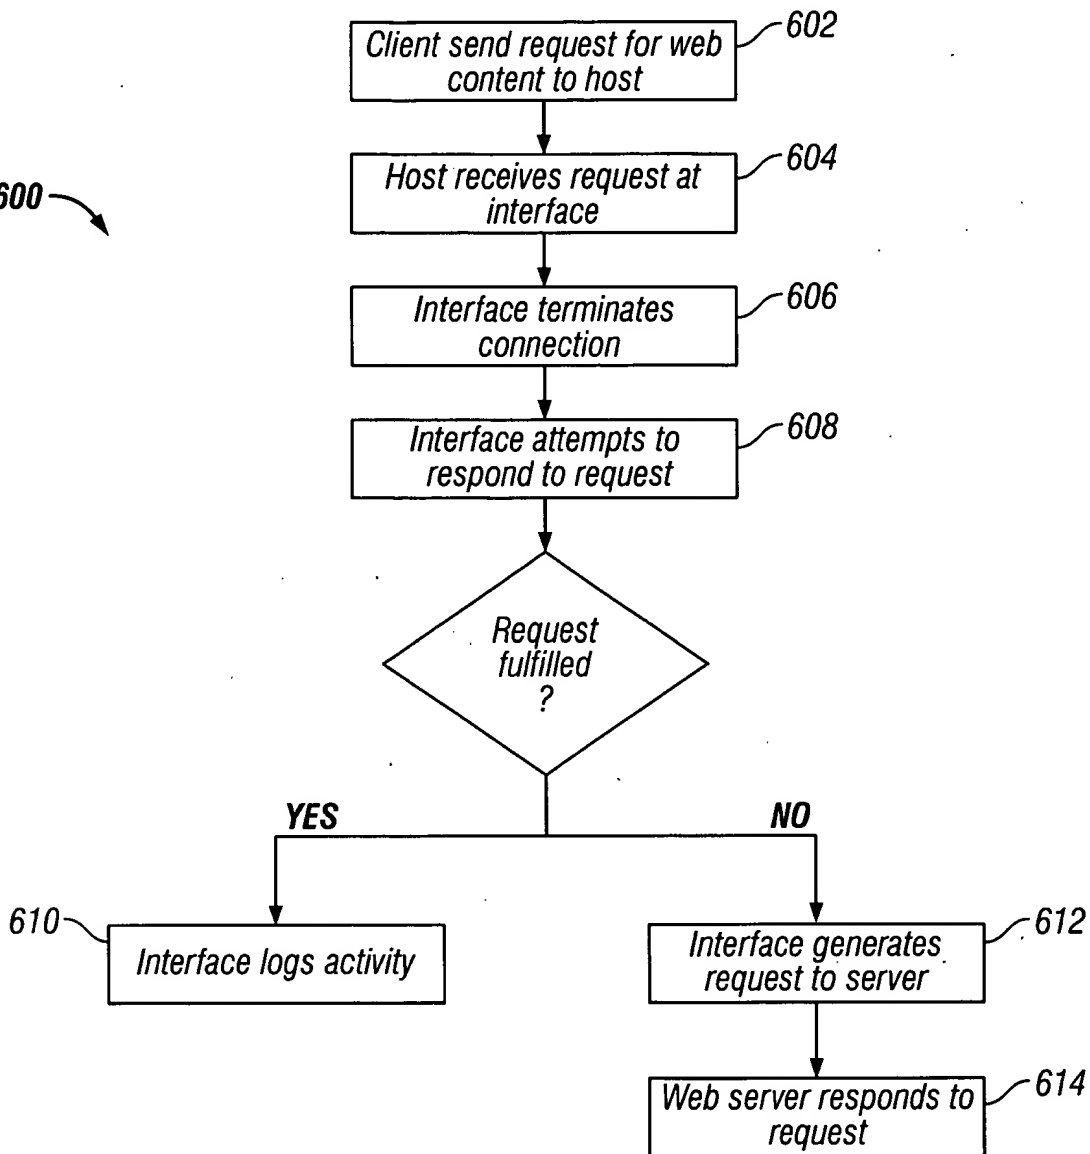 Client send request for web
content to host
602
Host receives request at
interface
604
600
Interface terminates
connection
606
Interface attempts to
respond to request
608
Request
fulfilled
?
YES
NO
610
Interface logs activity
Interface generates
request to server
612
Web server responds to
request
614